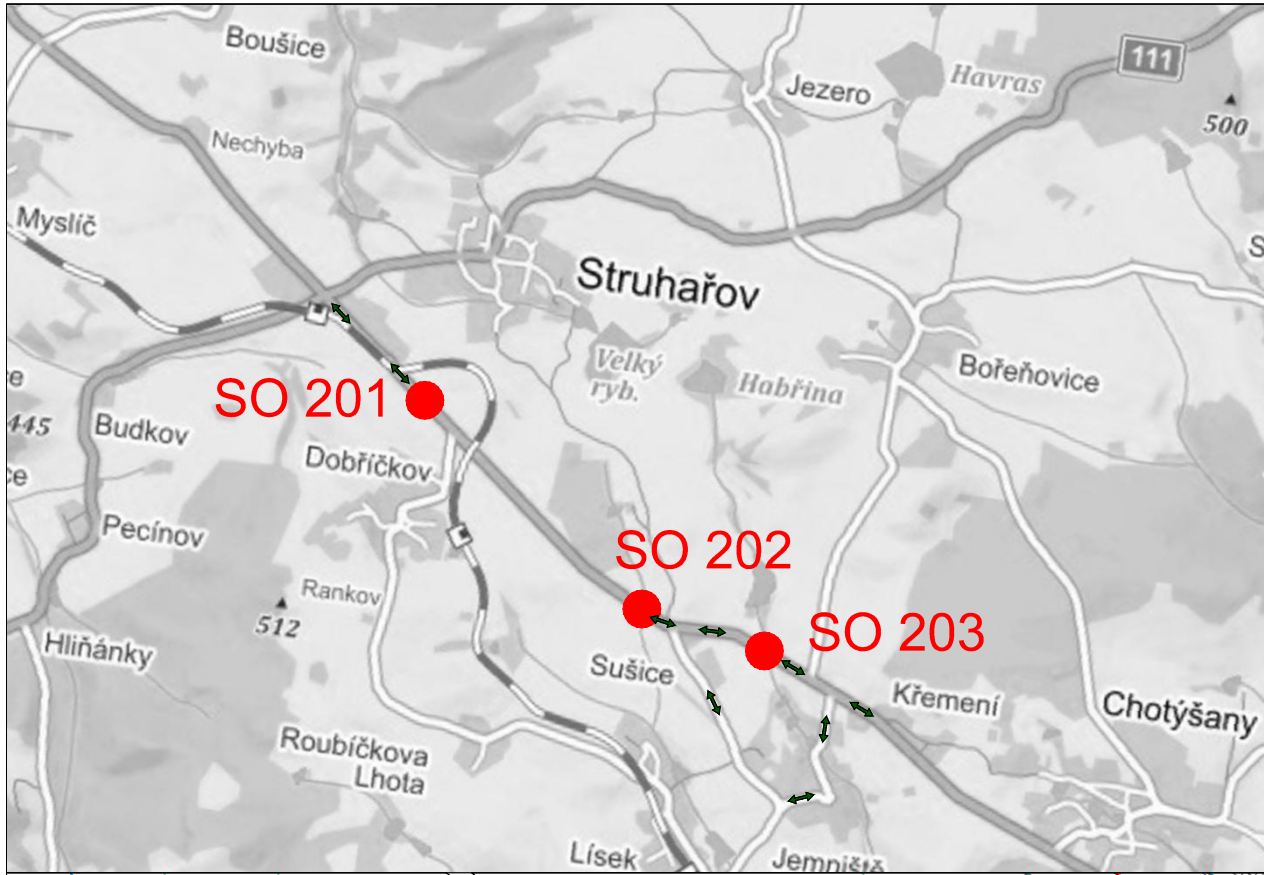 Boušice
111
Havras
Jezero
500
Nechyba
Myslíč
Struhařov
Velký
ryb.
Habřina
Bořeňovice
SO 201
445
Budkov
Dobříčkov
Pecínov
SO 202
Rankov
512
SO 203
Hliňánky
Sušice
Křemení
Chotýšany
Roubíčkova
Lhota
Lísek
Jemniště